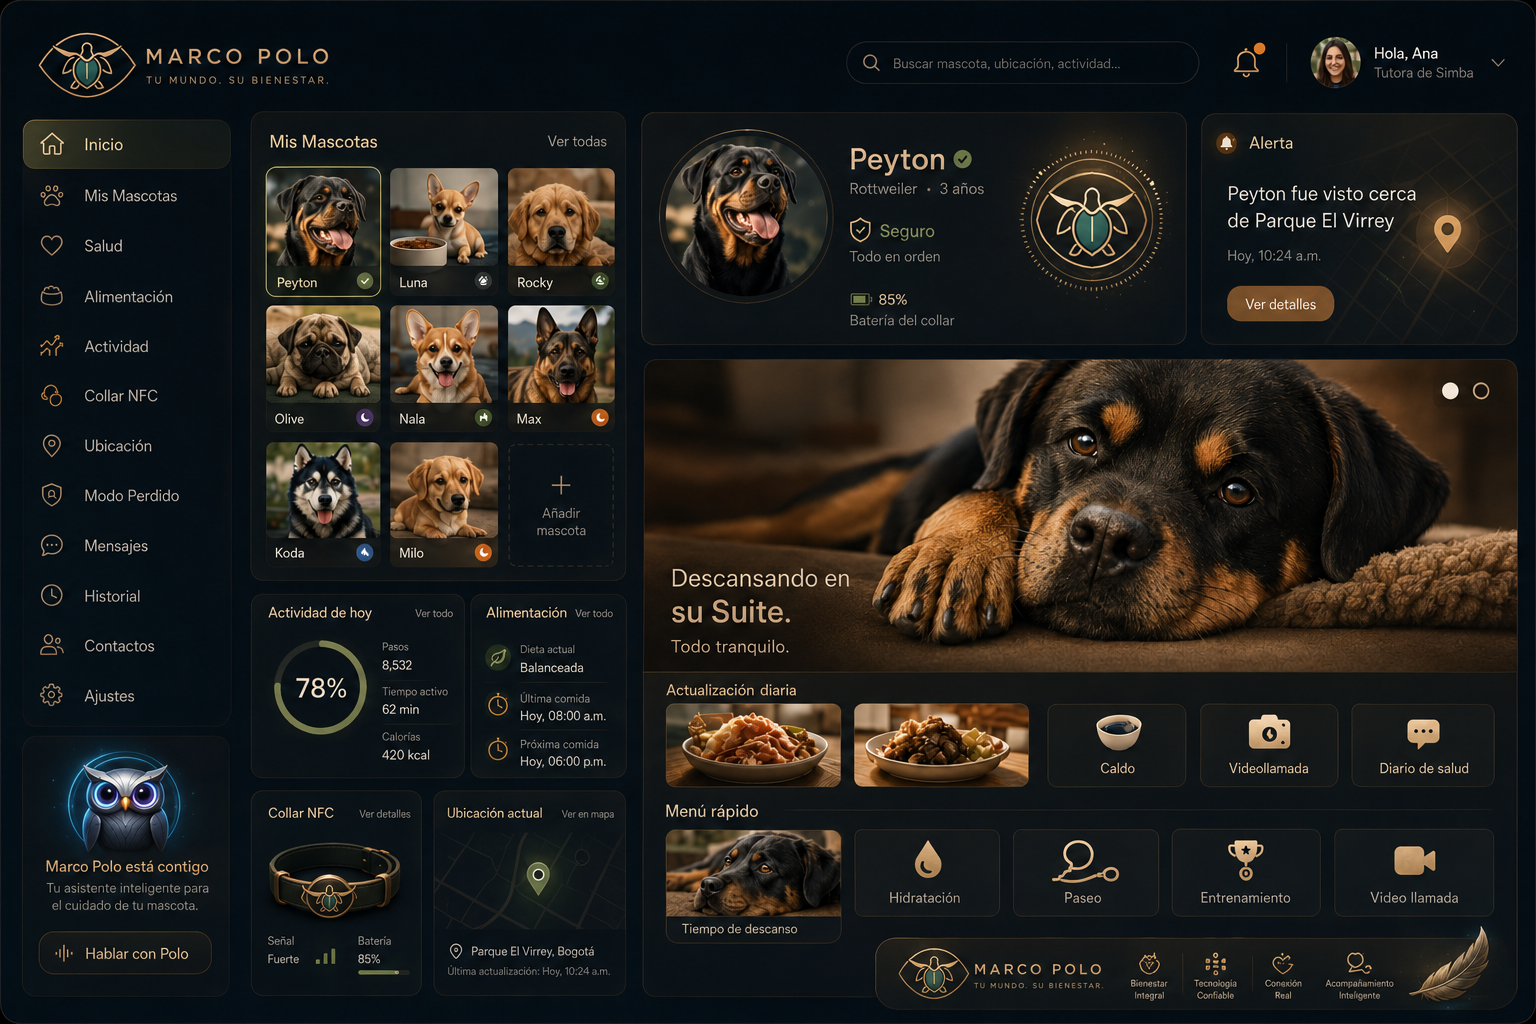 MARCO POLO
TU MUNDO. SU BIENESTAR.
Buscar mascota, ubicación, actividad...
Hola, Ana
Tutora de Simba
Inicio
Mis Mascotas
Salud
Alimentación
Actividad
Collar NFC
Ubicación
Modo Perdido
Mensajes
Historial
Contactos
Ajustes
Marco Polo está contigo
Tu asistente inteligente para
el cuidado de tu mascota.
Hablar con Polo
Mis Mascotas
Ver todas
Peyton
Luna
Rocky
Olive
Nala
Max
Koda
Milo
Añadir
mascota
Actividad de hoy
Ver todo
78%
Pasos
8,532
Tiempo activo
62 min
Calorías
420 kcal
Alimentación
Ver todo
Dieta actual
Balanceada
Última comida
Hoy, 08:00 a.m.
Próxima comida
Hoy, 06:00 p.m.
Collar NFC
Ver detalles
Señal
Fuerte
Batería
85%
Ubicación actual
Ver en mapa
Parque El Virrey, Bogotá
Última actualización: Hoy, 10:24 a.m.
Peyton
Rottweiler • 3 años
Seguro
Todo en orden
85%
Batería del collar
Alerta
Peyton fue visto cerca
de Parque El Virrey
Hoy, 10:24 a.m.
Ver detalles
Descansando en
su Suite.
Todo tranquilo.
Actualización diaria
Caldo
Videollamada
Diario de salud
Menú rápido
Tiempo de descanso
Hidratación
Paseo
Entrenamiento
Video llamada
MARCO POLO
TU MUNDO. SU BIENESTAR.
Bienestar
Integral
Tecnologia
Confiable
Conexión
Real
Acompañamiento
Inteligente